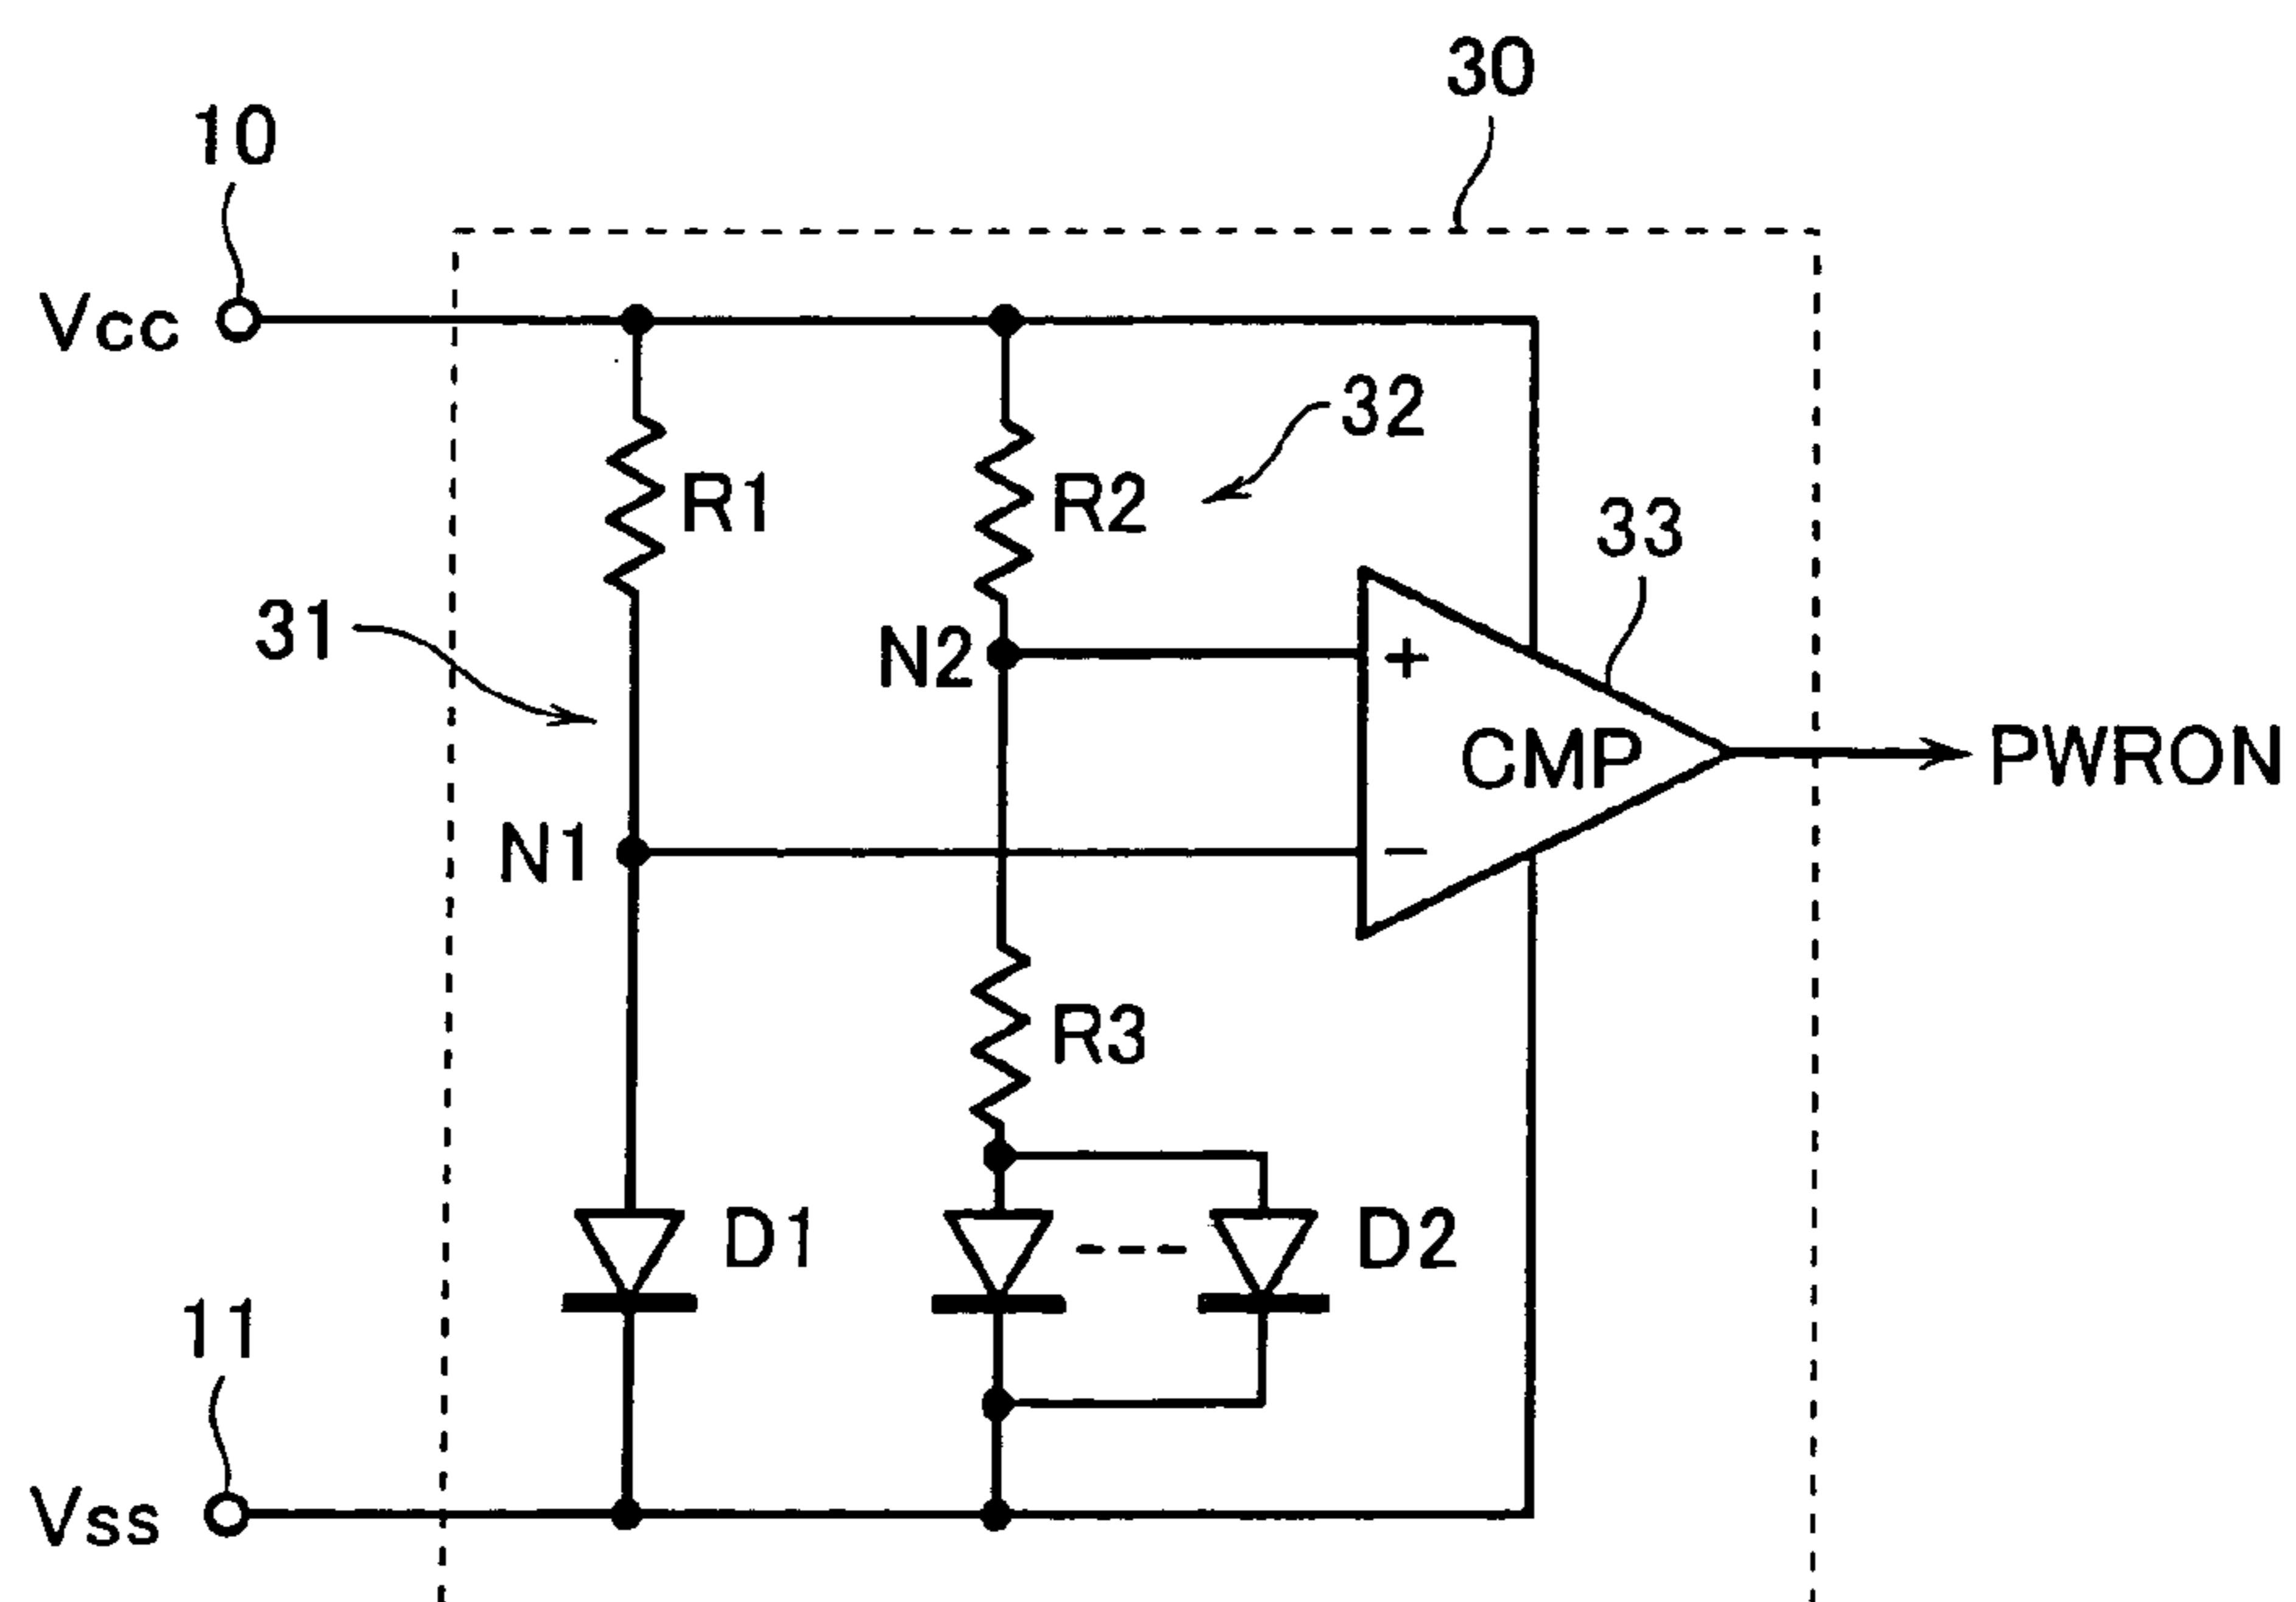 30
10
Vcc
32
R1
R2
33
31
N2
+
CMP
PWRON
N1
−
R3
D1
D2
11
Vss